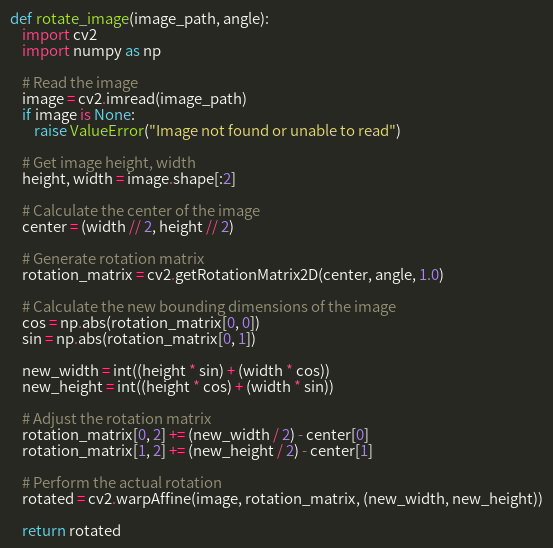 def rotate_image(image_path, angle):
    import cv2
    import numpy as np

    # Read the image
    image = cv2.imread(image_path)
    if image is None:
        raise ValueError("Image not found or unable to read")

    # Get image height, width
    height, width = image.shape[:2]

    # Calculate the center of the image
    center = (width // 2, height // 2)

    # Generate rotation matrix
    rotation_matrix = cv2.getRotationMatrix2D(center, angle, 1.0)

    # Calculate the new bounding dimensions of the image
    cos = np.abs(rotation_matrix[0, 0])
    sin = np.abs(rotation_matrix[0, 1])

    new_width = int((height * sin) + (width * cos))
    new_height = int((height * cos) + (width * sin))

    # Adjust the rotation matrix
    rotation_matrix[0, 2] += (new_width / 2) - center[0]
    rotation_matrix[1, 2] += (new_height / 2) - center[1]

    # Perform the actual rotation
    rotated = cv2.warpAffine(image, rotation_matrix, (new_width, new_height))

    return rotated